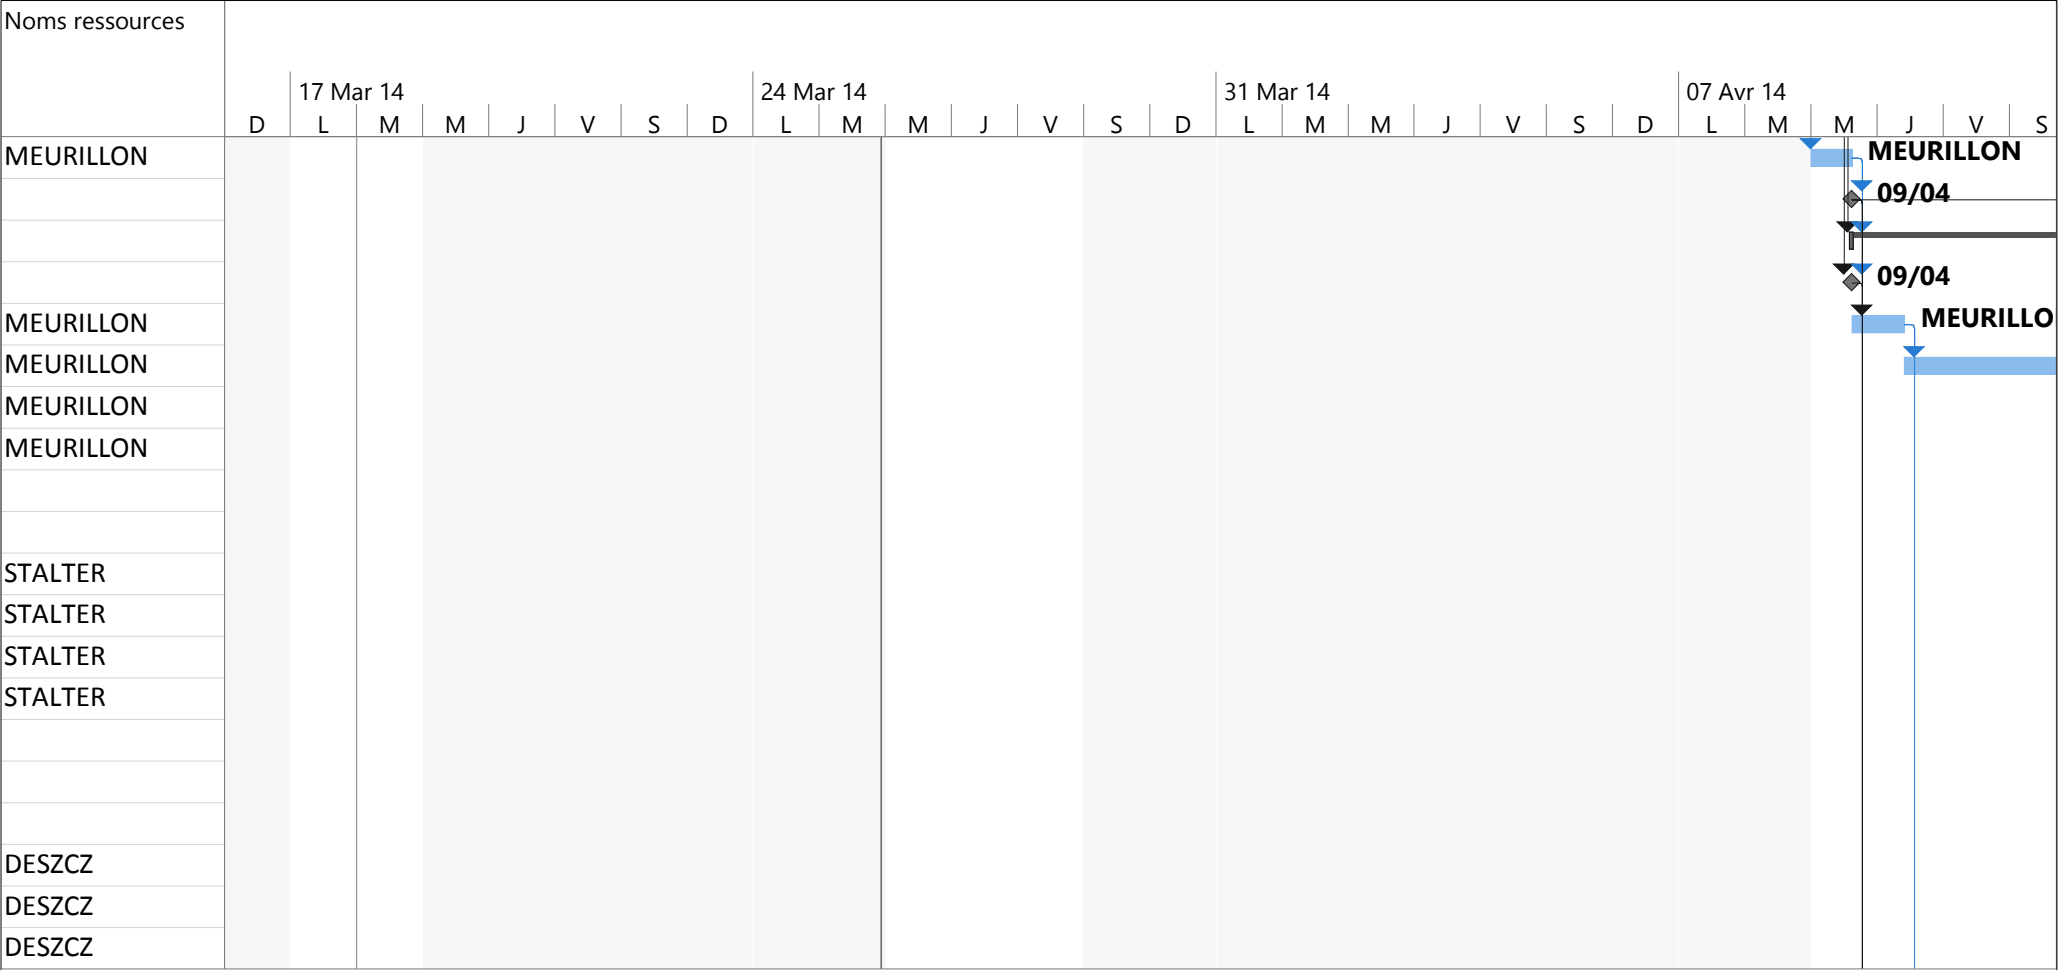 Noms ressources
17 Mar 14 24 Mar 14 31 Mar 14 07 Avr 14
D L M M J V S D L M M J V S D L M M J V S D L M M J V S
MEURILLON MEURILLON
09/04
09/04
MEURILLON MEURILLO
MEURILLON
MEURILLON
MEURILLON
STALTER
STALTER
STALTER
STALTER
DESZCZ
DESZCZ
DESZCZ